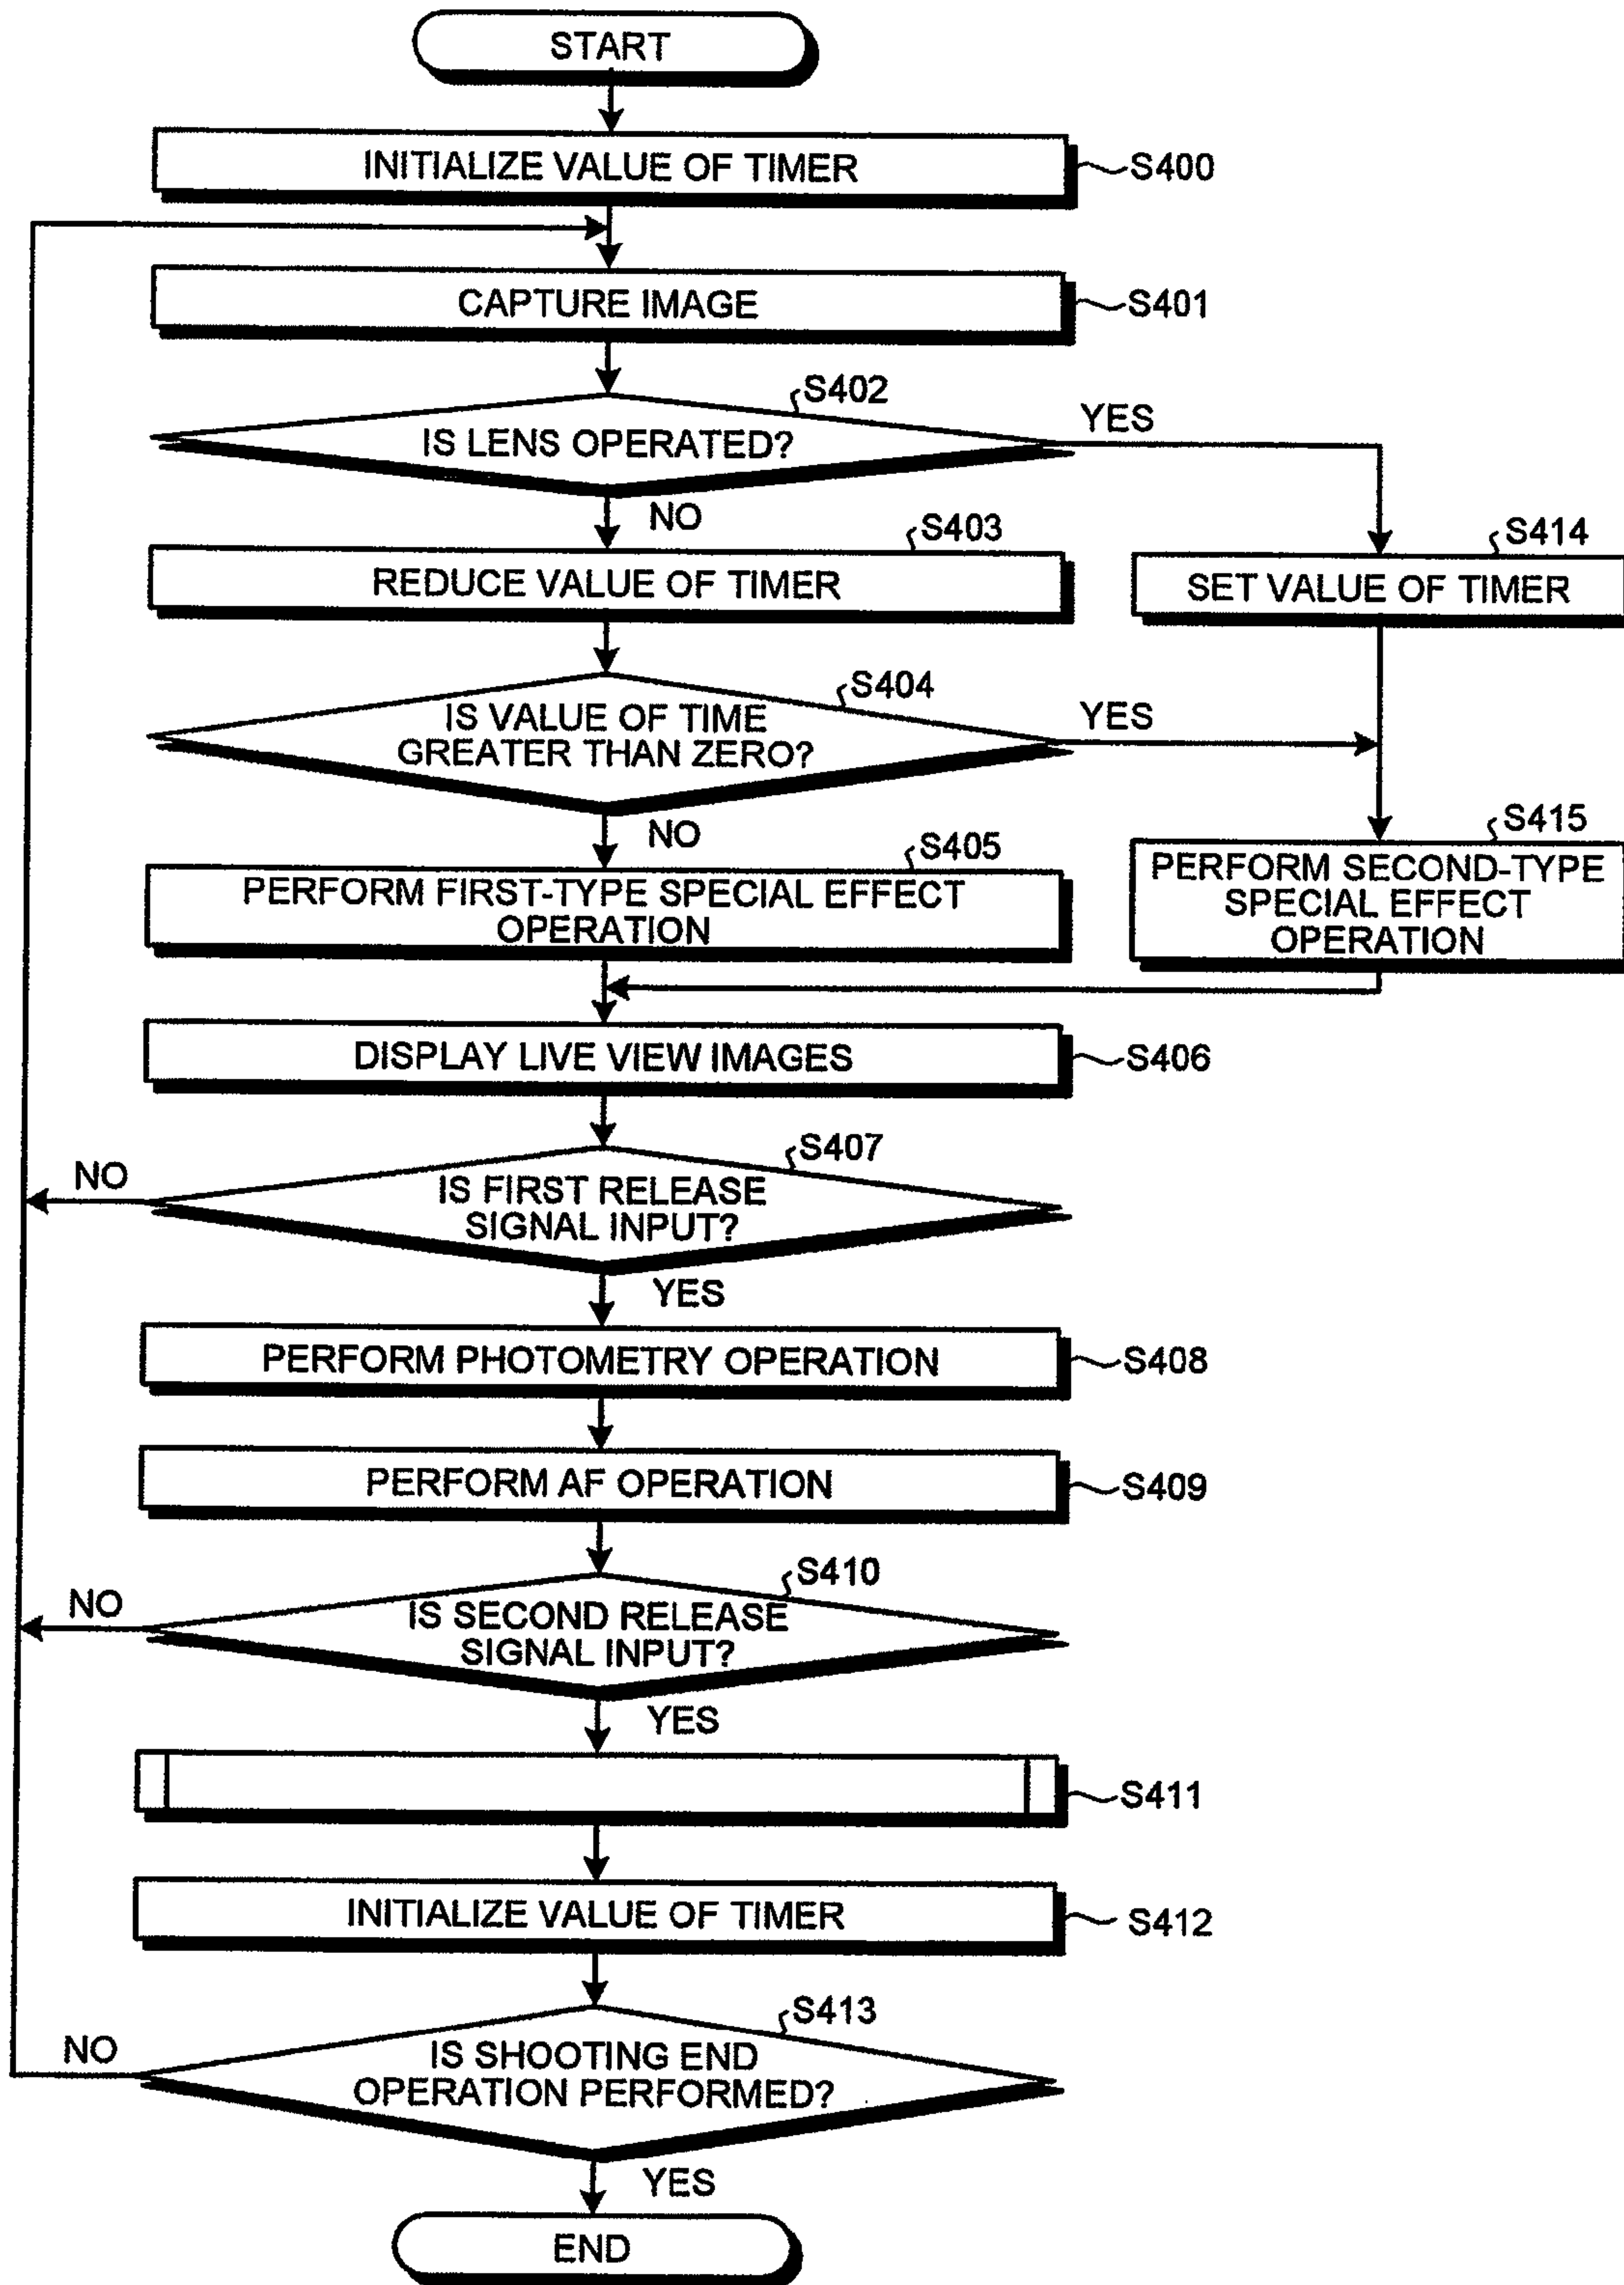 START
INITIALIZE VALUE OF TIMER
S400
CAPTURE IMAGE
S401
S402
IS LENS OPERATED?
YES
NO
S403
REDUCE VALUE OF TIMER
S414
SET VALUE OF TIMER
S404
IS VALUE OF TIME
GREATER THAN ZERO?
YES
NO
S405
PERFORM FIRST-TYPE SPECIAL EFFECT
OPERATION
S415
PERFORM SECOND-TYPE
SPECIAL EFFECT
OPERATION
DISPLAY LIVE VIEW IMAGES
S406
S407
NO
IS FIRST RELEASE
SIGNAL INPUT?
YES
PERFORM PHOTOMETRY OPERATION
S408
PERFORM AF OPERATION
S409
S410
NO
IS SECOND RELEASE
SIGNAL INPUT?
YES
S411
INITIALIZE VALUE OF TIMER
S412
S413
NO
IS SHOOTING END
OPERATION PERFORMED?
YES
END